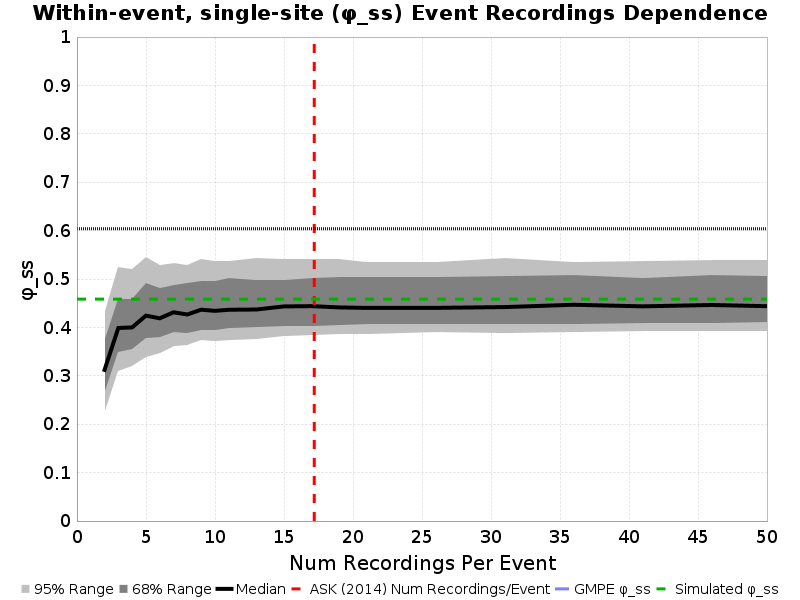 Within-event, single-site (φ_ss) Event Recordings Dependence
1
0.9
0.8
0.7
0.6
0.5
0.4
0.3
0.2
0.1
0
φ_ss
0 5 10 15 20 25 30 35 40 45 50
Num Recordings Per Event
95% Range 68% Range Median ASK (2014) Num Recordings/Event GMPE φ_ss Simulated φ_ss